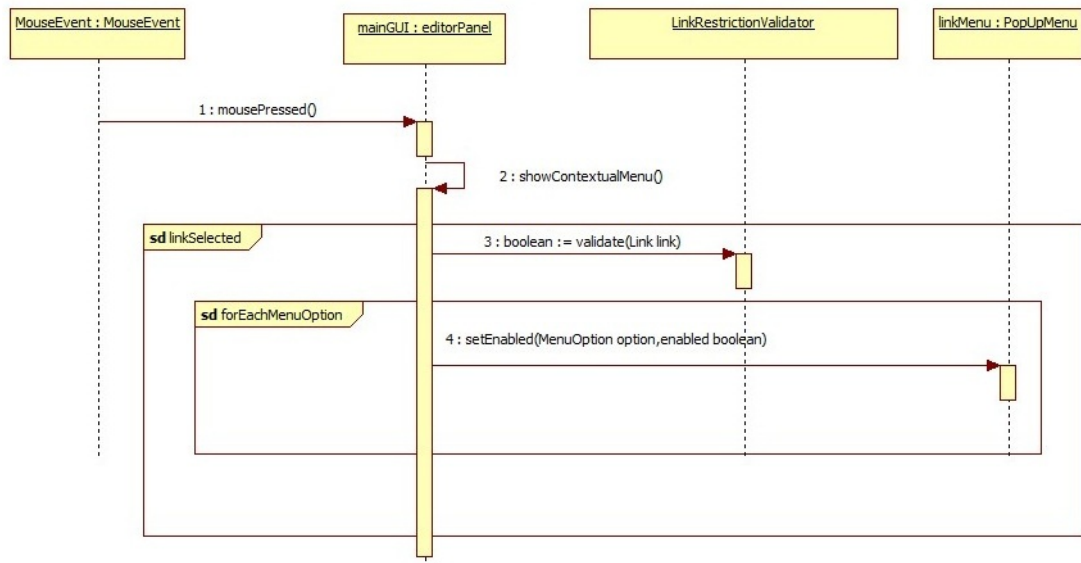 MouseEvent : MouseEvent
mainGUI : editorPanel
LinkRestrictionValidator
linkMenu : PopUpMenu
1 : mousePressed()
2 : showContextualMenu()
sd linkSelected
3 : boolean := validate(Link link)
sd forEachMenuOption
4 : setEnabled(MenuOption option,enabled boolean)